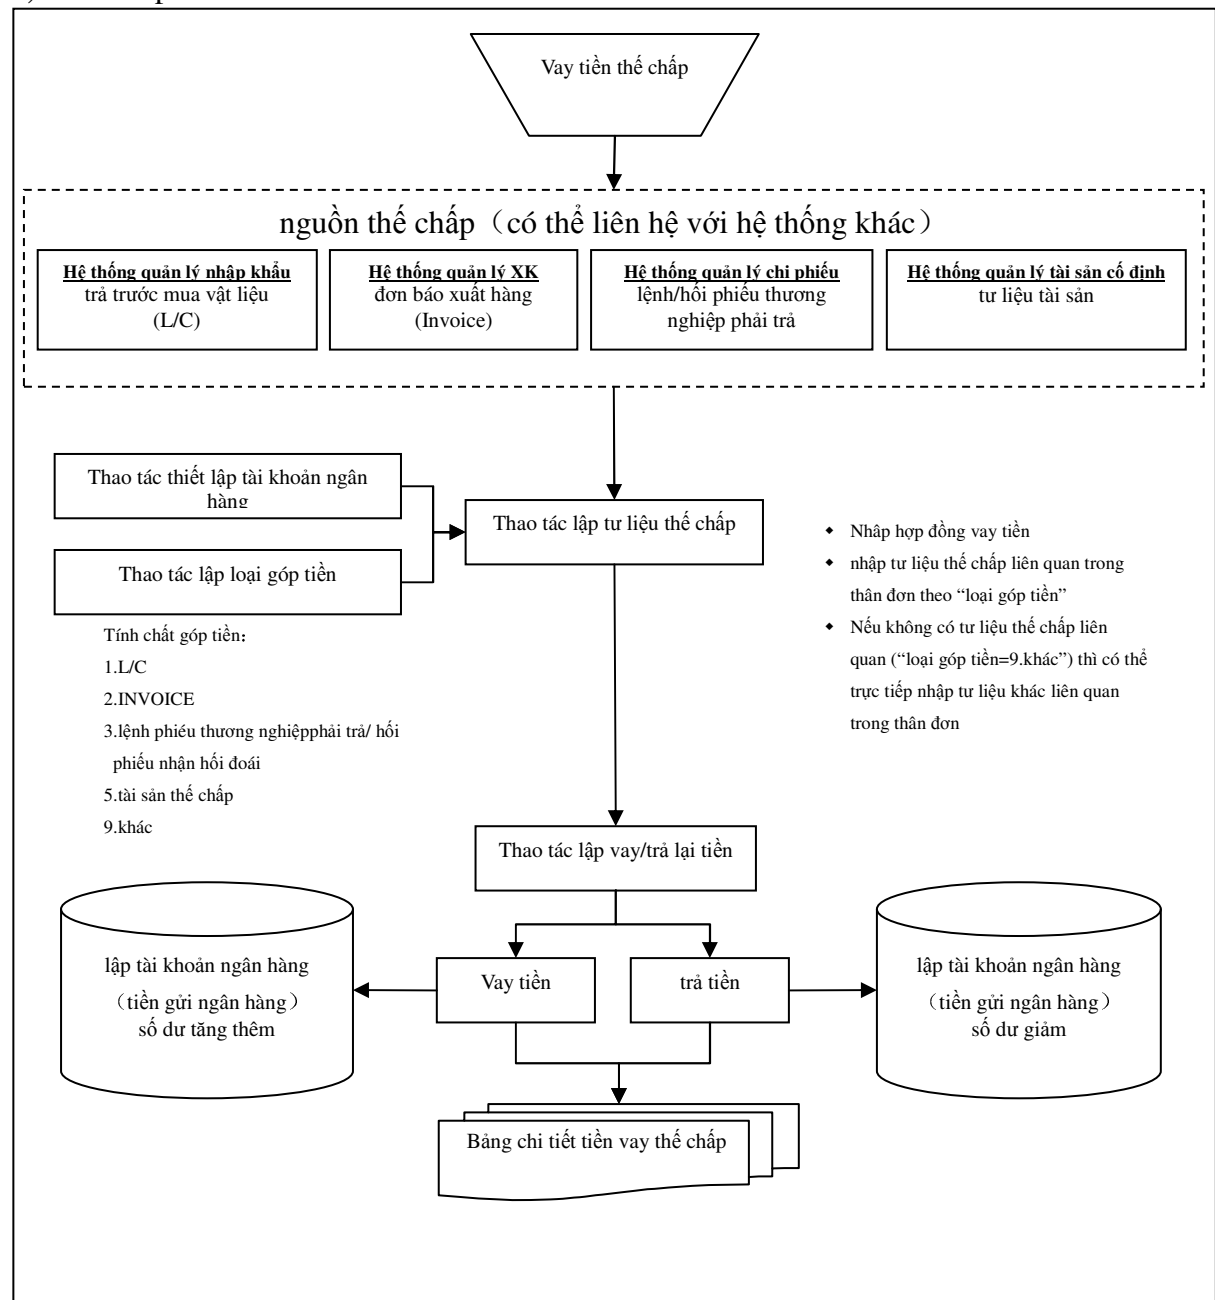 Vay tiền thế chấp
nguồn thế chấp（có thể liên hệ với hệ thống khác）
Hệ thống quản lý nhập khẩu
trả trước mua vật liệu
(L/C)
Hệ thống quản lý XK
đơn báo xuất hàng
(Invoice)
Hệ thống quản lý chi phiếu
lệnh/hối phiếu thương
nghiệp phải trả
Hệ thống quản lý tài sản cố định
tư liệu tài sản
Thao tác thiết lập tài khoản ngân
hàng
Thao tác lập loại góp tiền
Thao tác lập tư liệu thế chấp
Tính chất góp tiền：
1.L/C
2.INVOICE
3.lệnh phiéu thương nghiệpphải trả/ hối
phiếu nhận hối đoái
5.tài sản thế chấp
9.khác
◆ Nhâp hợp đồng vay tiền
◆ nhập tư liệu thế chấp liên quan trong
thân đơn theo “loại góp tiền”
◆ Nếu không có tư liệu thế chấp liên
quan (“loại góp tiền=9.khác”) thì có thể
trực tiếp nhập tư liệu khác liên quan
trong thân đơn
Thao tác lập vay/trả lại tiền
lập tài khoản ngân hàng
（tiền gửi ngân hàng）
số dư tăng thêm
Vay tiền
trả tiền
lập tài khoản ngân hàng
（tiền gửi ngân hàng）
số dư giảm
Bảng chi tiết tiền vay thế chấp